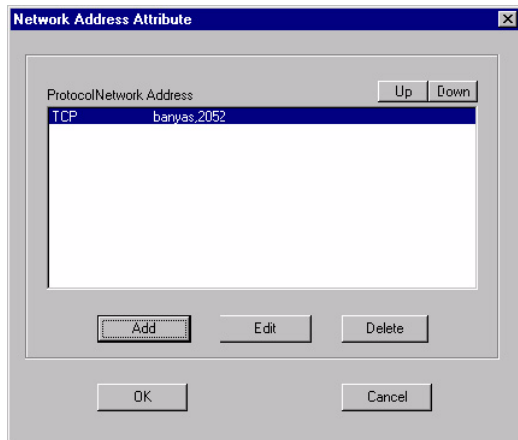 Network Address Attribute
ProtocolNetwork Address
Up Down
TCP banyas,2052
Add Edit Delete
OK Cancel